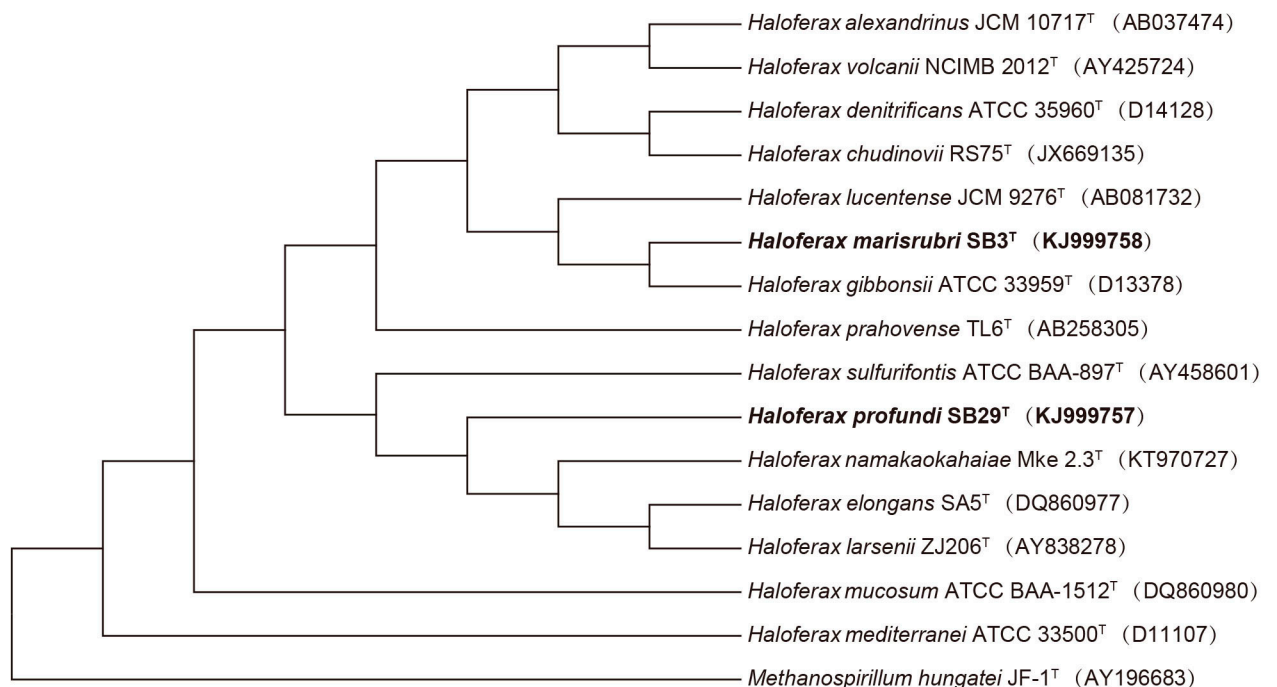 Haloferax alexandrinus JCM 10717ᵀ (AB037474)
Haloferax volcanii NCIMB 2012ᵀ (AY425724)
Haloferax denitrificans ATCC 35960ᵀ (D14128)
Haloferax chudinovii RS75ᵀ (JX669135)
Haloferax lucentense JCM 9276ᵀ (AB081732)
Haloferax marisrubri SB3ᵀ (KJ999758)
Haloferax gibbonsii ATCC 33959ᵀ (D13378)
Haloferax prahovense TL6ᵀ (AB258305)
Haloferax sulfurifontis ATCC BAA-897ᵀ (AY458601)
Haloferax profundi SB29ᵀ (KJ999757)
Haloferax namakaokahaiae Mke 2.3ᵀ (KT970727)
Haloferax elongans SA5ᵀ (DQ860977)
Haloferax larsenii ZJ206ᵀ (AY838278)
Haloferax mucosum ATCC BAA-1512ᵀ (DQ860980)
Haloferax mediterranei ATCC 33500ᵀ (D11107)
Methanospirillum hungatei JF-1ᵀ (AY196683)